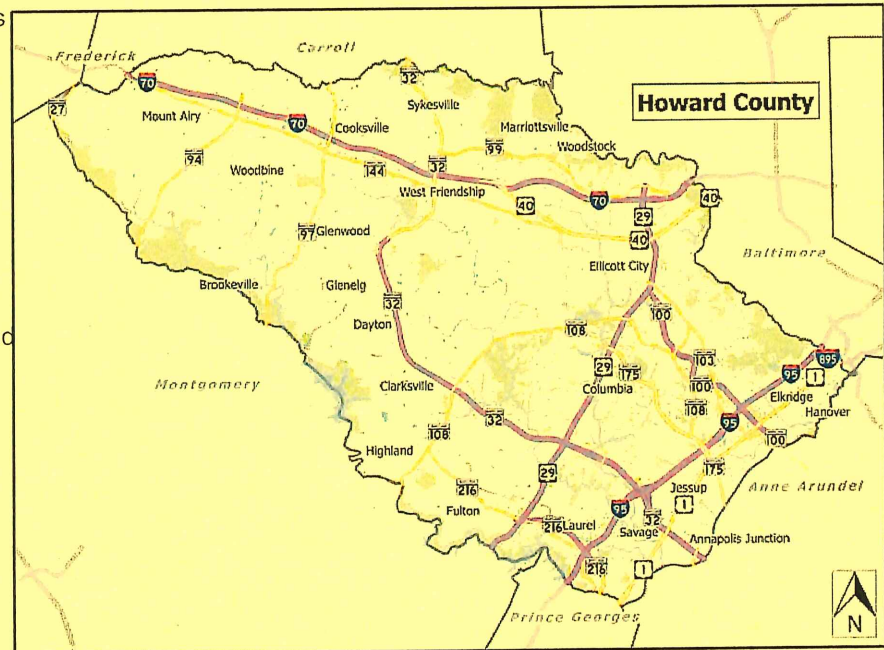 s
Frederick
Carroll
Howard County
70
32
27
Mount Airy
70
Sykesville
Cooksville
Marriottsville
Woodstock
99
94
Woodbine
144
32
West Friendship
70
40
29
40
40
97
Glenwood
Ellicott City
Baltimore
Brookeville
Glenelg
32
Dayton
100
108
c
Montgomery
Clarksville
29
175
Columbia
103
100
108
95
895
1
Elkridge
Hanover
108
32
95
100
Highland
29
175
216
Fulton
Jessup
Anne Arundel
1
95
216
Laurel
Savage
32
Annapolis Junction
216
1
Prince Georges
N